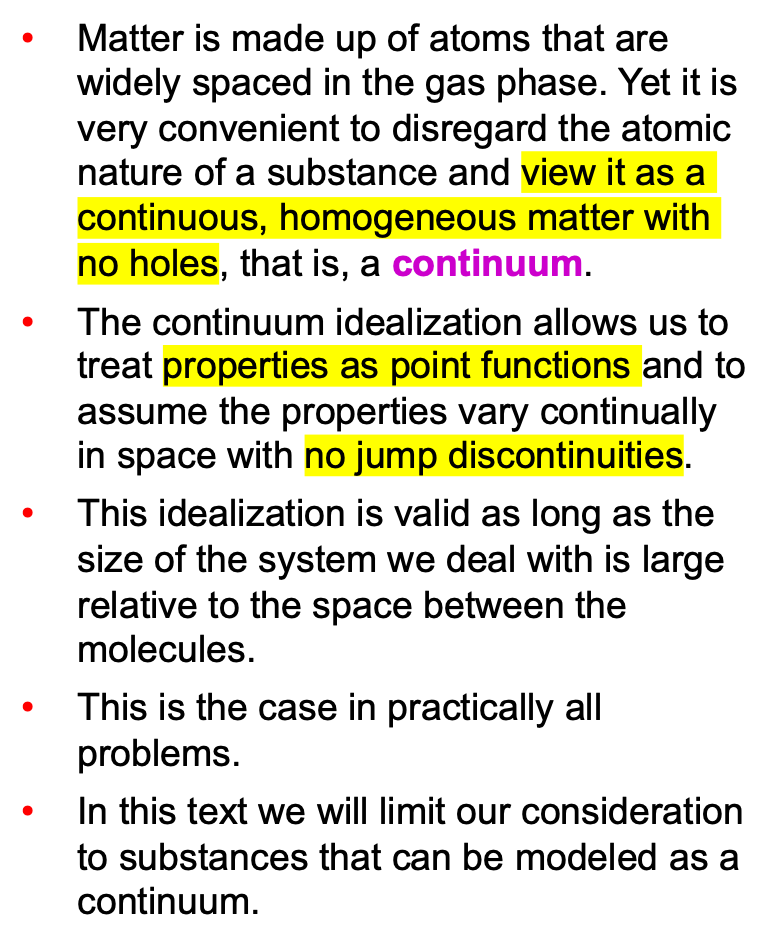 • Matter is made up of atoms that are
widely spaced in the gas phase. Yet it is
very convenient to disregard the atomic
nature of a substance and view it as a
continuous, homogeneous matter with
no holes, that is, a continuum.
• The continuum idealization allows us to
treat properties as point functions and to
assume the properties vary continually
in space with no jump discontinuities.
• This idealization is valid as long as the
size of the system we deal with is large
relative to the space between the
molecules.
• This is the case in practically all
problems.
• In this text we will limit our consideration
to substances that can be modeled as a
continuum.